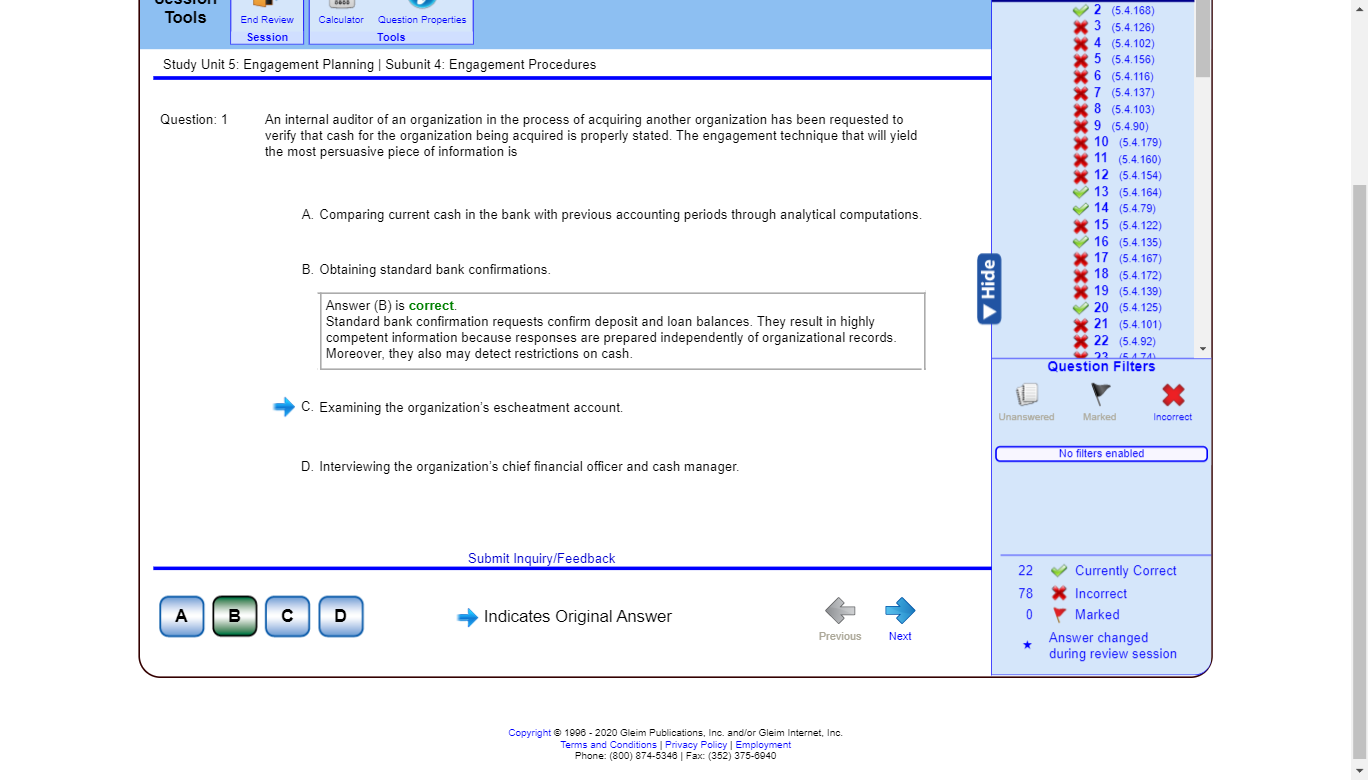 Session
Tools
End Review
Session
Calculator Question Properties
Tools
Study Unit 5: Engagement Planning | Subunit 4: Engagement Procedures
Question: 1
An internal auditor of an organization in the process of acquiring another organization has been requested to
verify that cash for the organization being acquired is properly stated. The engagement technique that will yield
the most persuasive piece of information is
A. Comparing current cash in the bank with previous accounting periods through analytical computations.
B. Obtaining standard bank confirmations.
Answer (B) is correct.
Standard bank confirmation requests confirm deposit and loan balances. They result in highly
competent information because responses are prepared independently of organizational records.
Moreover, they also may detect restrictions on cash.
C. Examining the organization's escheatment account.
D. Interviewing the organization's chief financial officer and cash manager.
Submit Inquiry/Feedback
A B C D
Indicates Original Answer
Previous
Next
2 (5.4.168)
3 (5.4.126)
4 (5.4.102)
5 (5.4.156)
6 (5.4.116)
7 (5.4.137)
8 (5.4.103)
9 (5.4.90)
10 (5.4.179)
11 (5.4.160)
12 (5.4.154)
13 (5.4.164)
14 (5.4.79)
15 (5.4.122)
16 (5.4.135)
17 (5.4.167)
18 (5.4.172)
19 (5.4.139)
20 (5.4.125)
21 (5.4.101)
22 (5.4.92)
23 (5.4.74)
Hide
Question Filters
Unanswered Marked Incorrect
No filters enabled
22 Currently Correct
78 Incorrect
0 Marked
★ Answer changed
during review session
Copyright © 1996 - 2020 Gleim Publications, Inc. and/or Gleim Internet, Inc.
Terms and Conditions | Privacy Policy | Employment
Phone: (800) 874-5346 | Fax: (352) 375-6940